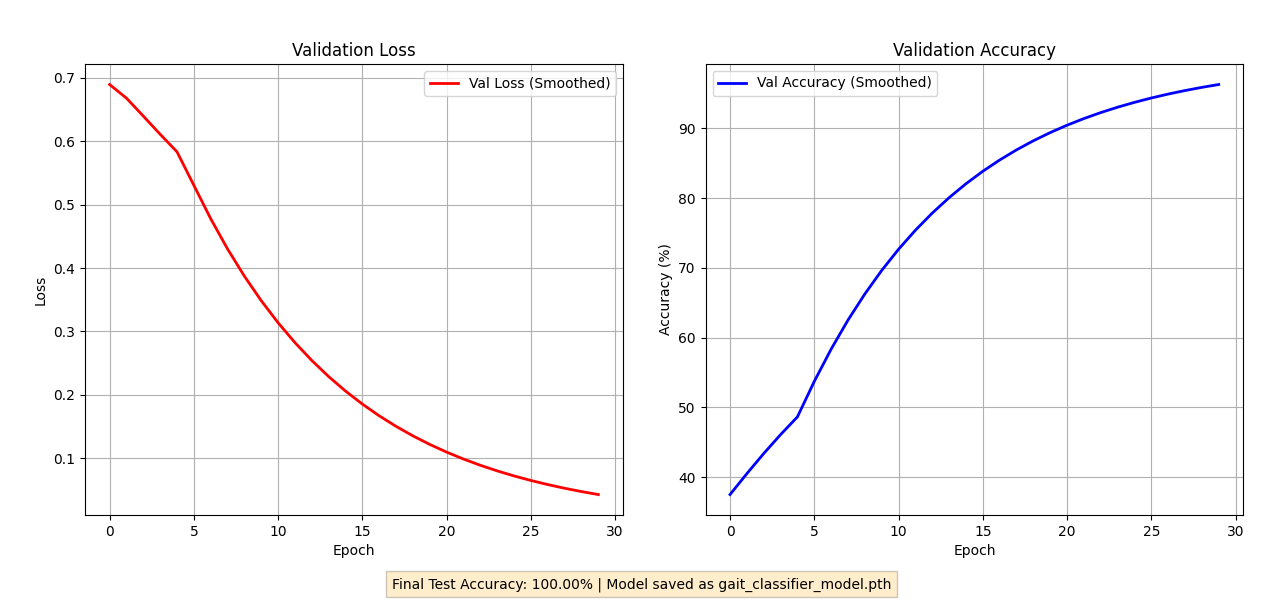 Validation Loss
Val Loss (Smoothed)
0.7
0.6
0.5
0.4
0.3
0.2
0.1
Loss
0 5 10 15 20 25 30
Epoch
Validation Accuracy
Val Accuracy (Smoothed)
90
80
70
60
50
40
Accuracy (%)
0 5 10 15 20 25 30
Epoch
Final Test Accuracy: 100.00% | Model saved as gait_classifier_model.pth